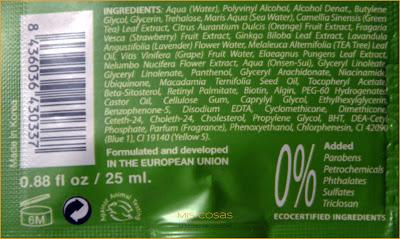 INGREDIENTS: Aqua (Water), Polyvinyl Alcohol, Alcohol Denat., Butylene
Glycol, Glycerin, Trehalose, Maris Aqua (Sea Water), Camellia Sinensis (Green
Tea) Leaf Extract, Citrus Aurantium Dulcis (Orange) Fruit Extract, Fragaria
Vesca (Strawberry) Fruit Extract, Ginkgo Biloba Leaf Extract, Lavandula
Angustifolia (Lavender) Flower Water, Melaleuca Alternifolia (TEA Tree) Leaf
Oil, Vitis Vinifera (Grape) Fruit Water, Elaeagnus Pungens Leaf Extract,
Nelumbo Nucifera Flower Extract, Aqua (Onsen-Sui), Glyceryl Linoleate,
Glyceryl Linolenate, Panthenol, Glyceryl Arachidonate, Niacinamide,
Ubiquinone, Macadamia Ternifolia Seed Oil, Tocopheryl Acetate,
Beta-Sitosterol, Retinyl Palmitate, Biotin, Algin, PEG-60 Hydrogenated
Castor Oil, Cellulose Gum, Caprylyl Glycol, Ethylhexylglycerin,
Benzophenone-5, Disodium EDTA, Cyclomethicone, Dimethicone,
Ceteth-24, Choleth-24, Cholesterol, Propylene Glycol, BHT, DEA-Cetyl
Phosphate, Parfum (Fragrance), Phenoxyethanol, Chlorphenesin, CI 42090
(Blue 1), CI 19140 (Yellow 5).
Made in
Formulated and developed
IN THE EUROPEAN UNION
0.88 fl oz / 25 ml.
6M
Against Animal Testing
0% Added
Parabens
Petrochemicals
Phthalates
Sulfates
Triclosan
ECOCERTIFIED INGREDIENTS
Mis cosas